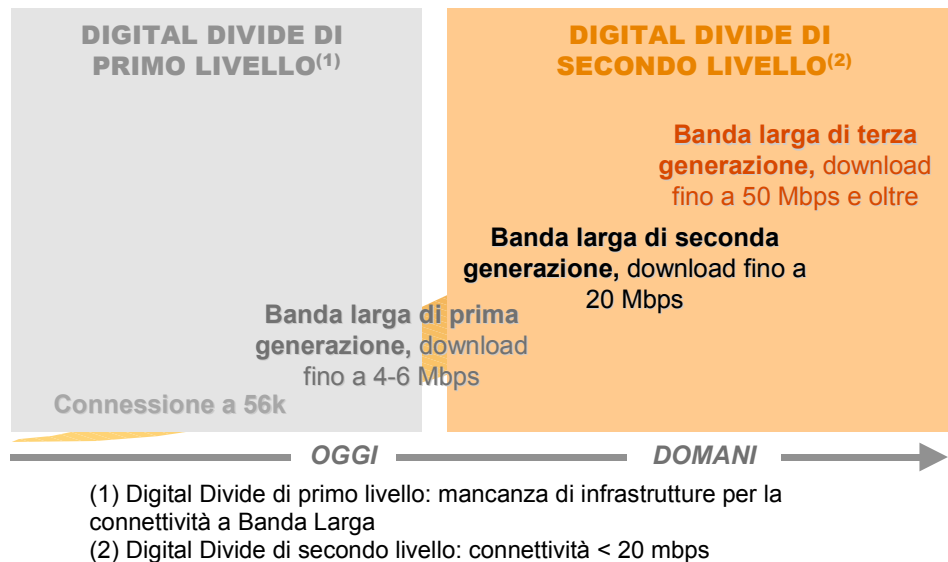 DIGITAL DIVIDE DI
PRIMO LIVELLO(1)
DIGITAL DIVIDE DI
SECONDO LIVELLO(2)
Banda larga di terza
generazione, download
fino a 50 Mbps e oltre
Banda larga di seconda
generazione, download fino a
20 Mbps
Banda larga di prima
generazione, download
fino a 4-6 Mbps
Connessione a 56k
OGGI
DOMANI
(1) Digital Divide di primo livello: mancanza di infrastrutture per la
connettività a Banda Larga
(2) Digital Divide di secondo livello: connettività < 20 mbps